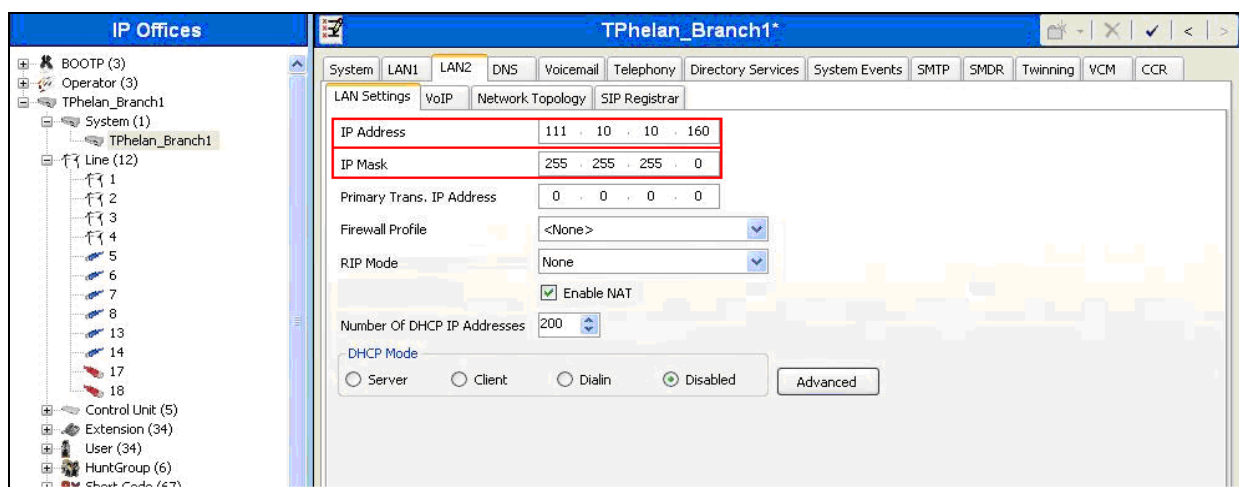 IP Offices
BOOTP (3)
Operator (3)
TPhelan_Branch1
System (1)
TPhelan_Branch1
Line (12)
1
2
3
4
5
6
7
8
13
14
17
18
Control Unit (5)
Extension (34)
User (34)
HuntGroup (6)
Short Code (67)
TPhelan_Branch1*
System LAN1 LAN2 DNS Voicemail Telephony Directory Services System Events SMTP SMDR Twinning VCM CCR
LAN Settings VoIP Network Topology SIP Registrar
IP Address 111 . 10 . 10 . 160
IP Mask 255 . 255 . 255 . 0
Primary Trans. IP Address 0 . 0 . 0 . 0
Firewall Profile <None>
RIP Mode None
Enable NAT
Number Of DHCP IP Addresses 200
DHCP Mode
Server Client Dialin Disabled Advanced